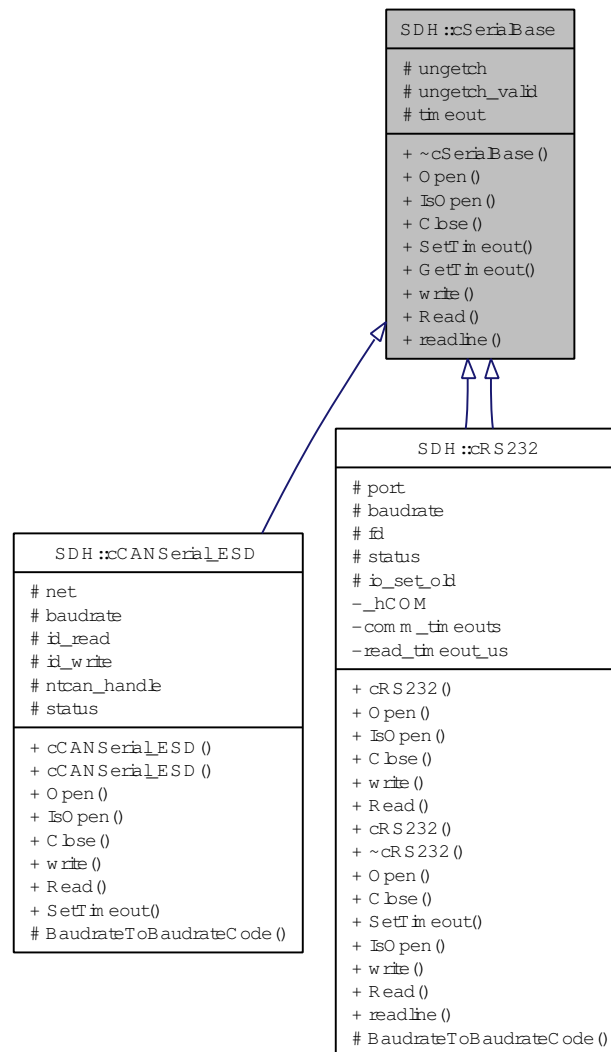 SDH::cSerialBase
# ungetch
# ungetch_valid
# timeout
+ ~cSerialBase()
+ Open()
+ IsOpen()
+ Close()
+ SetTimeout()
+ GetTimeout()
+ write()
+ Read()
+ readline()
SDH::cCANSerial_ESD
# net
# baudrate
# id_read
# id_write
# ntcan_handle
# status
+ cCANSerial_ESD()
+ cCANSerial_ESD()
+ Open()
+ IsOpen()
+ Close()
+ write()
+ Read()
+ SetTimeout()
# BaudrateToBaudrateCode()
SDH::cRS232
# port
# baudrate
# fd
# status
# io_set_old
- _hCOM
- comm_timeouts
- read_timeout_us
+ cRS232()
+ Open()
+ IsOpen()
+ Close()
+ write()
+ Read()
+ cRS232()
+ ~cRS232()
+ Open()
+ Close()
+ SetTimeout()
+ IsOpen()
+ write()
+ Read()
+ readline()
# BaudrateToBaudrateCode()